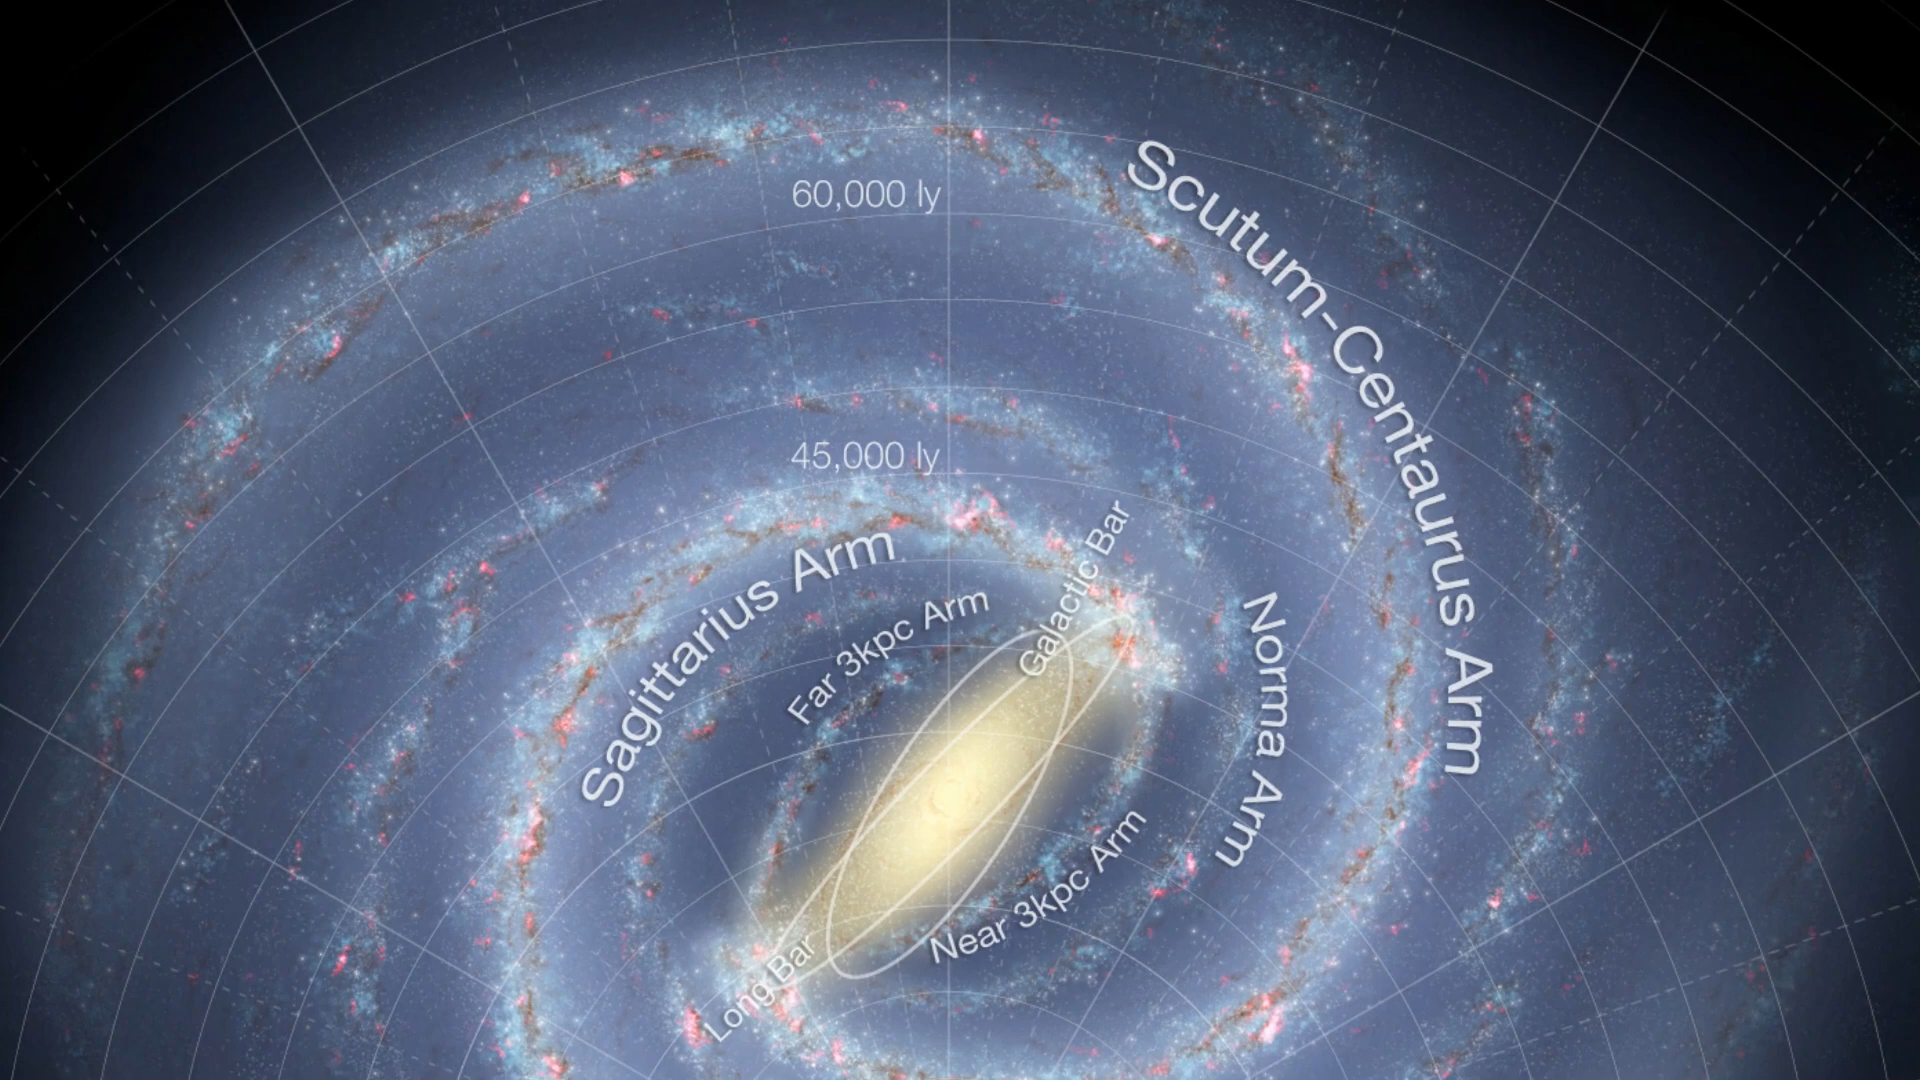 Scutum-Centaurus Arm
60,000 ly
45,000 ly
Galactic Bar
Sagittarius Arm
Far 3kpc Arm
Norma Arm
Near 3kpc Arm
Long Bar